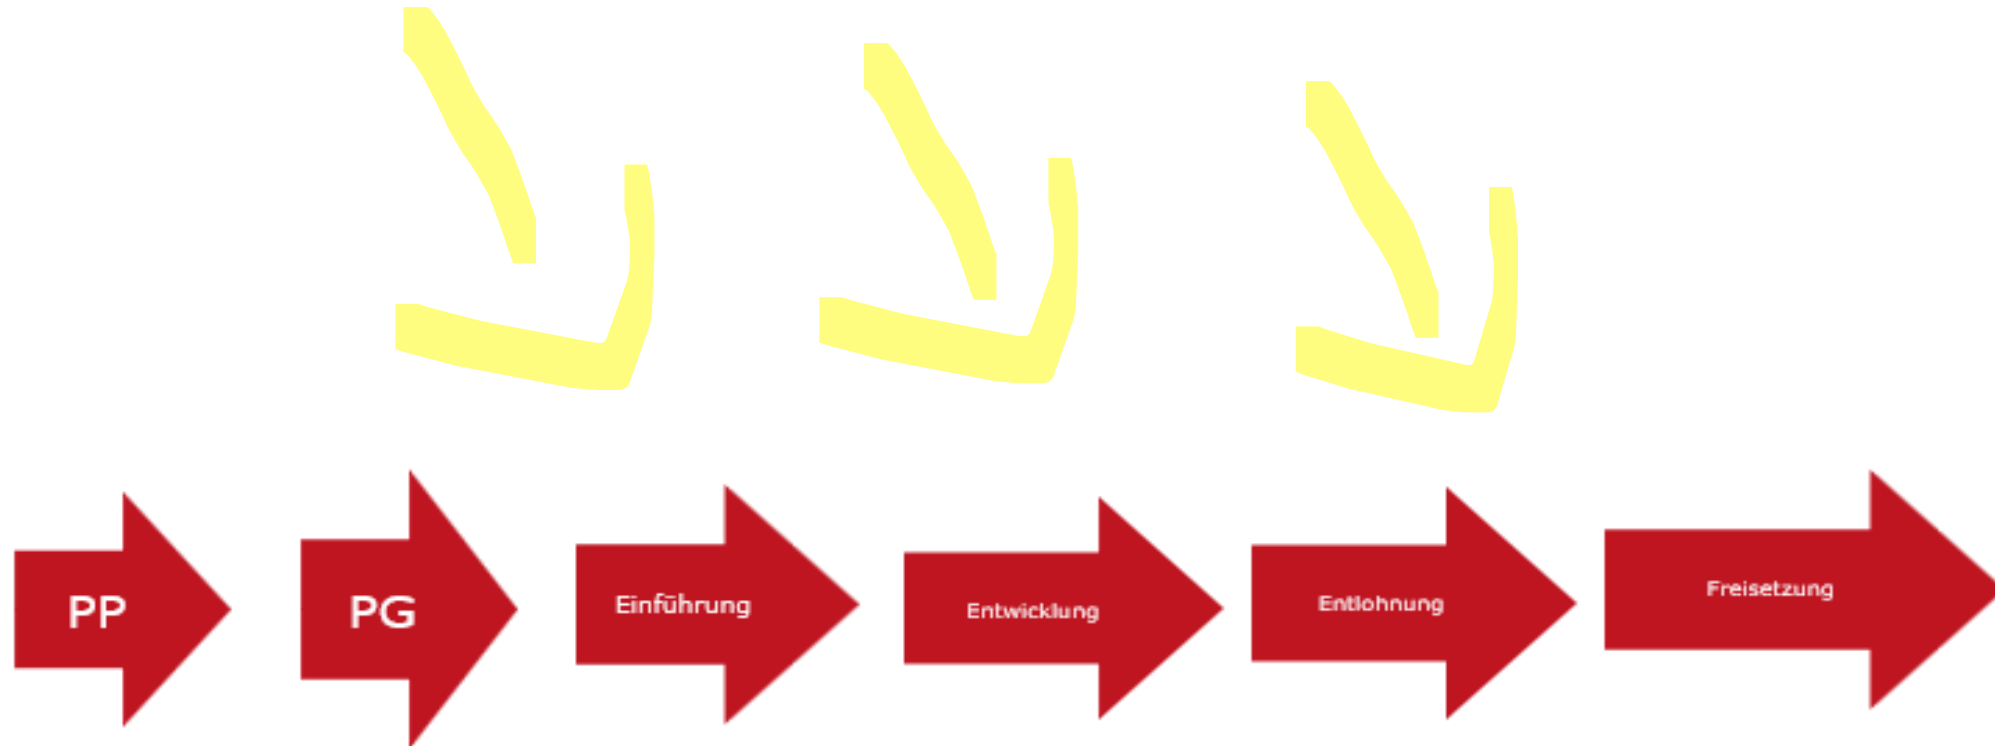 PP
PG
Einführung
Entwicklung
Entlohnung
Freisetzung